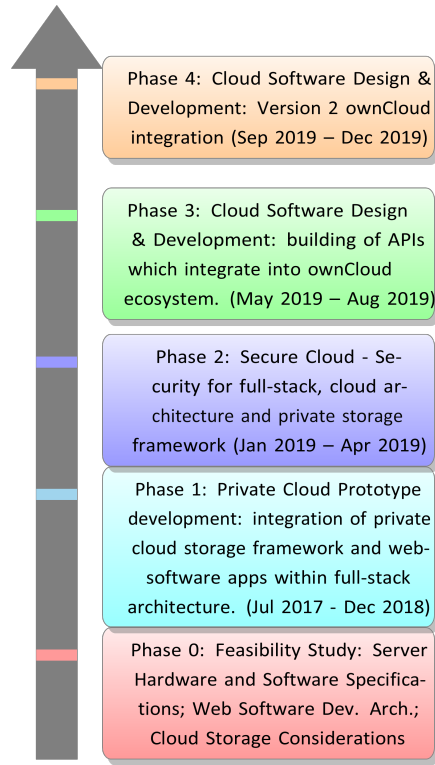 Phase 4: Cloud Software Design &
Development: Version 2 ownCloud
integration (Sep 2019 – Dec 2019)
Phase 3: Cloud Software Design
& Development: building of APIs
which integrate into ownCloud
ecosystem. (May 2019 – Aug 2019)
Phase 2: Secure Cloud - Se-
curity for full-stack, cloud ar-
chitecture and private storage
framework (Jan 2019 – Apr 2019)
Phase 1: Private Cloud Prototype
development: integration of private
cloud storage framework and web-
software apps within full-stack
architecture. (Jul 2017 - Dec 2018)
Phase 0: Feasibility Study: Server
Hardware and Software Specifica-
tions; Web Software Dev. Arch.;
Cloud Storage Considerations